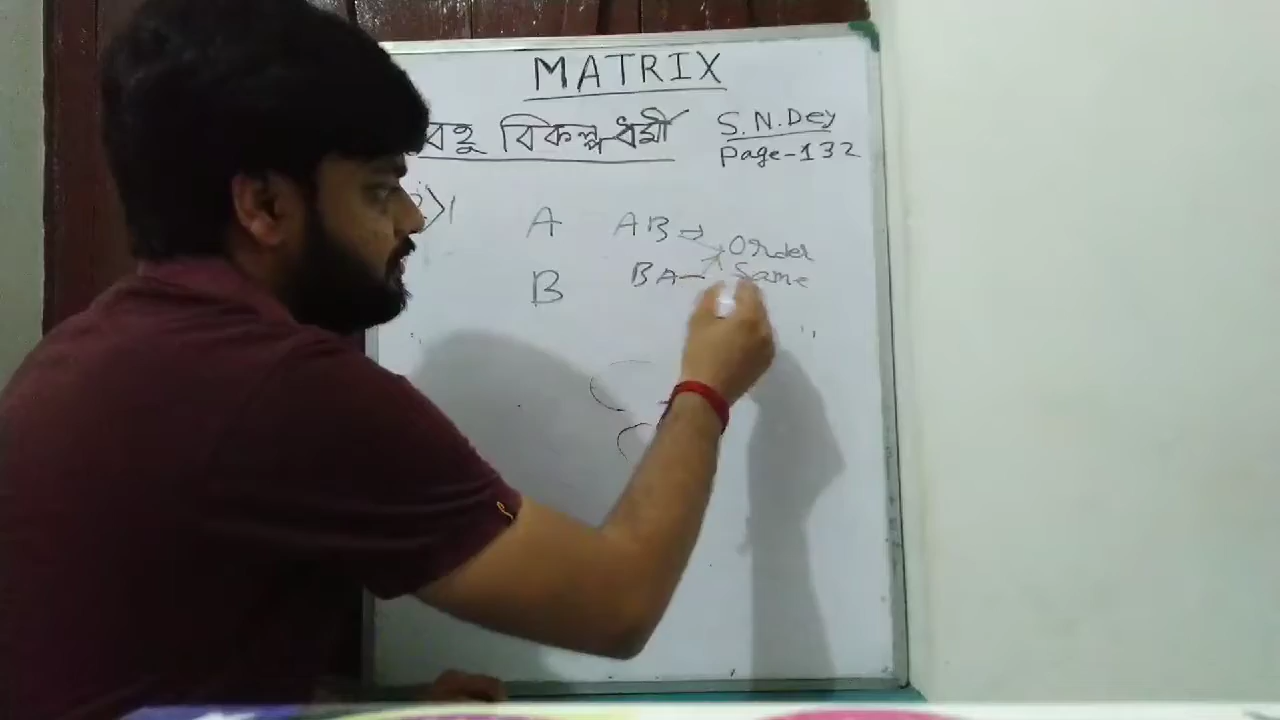 MATRIX
বহু বিকল্পধর্মী
S.N.Dey
Page-132
A AB → Order
B BA Same